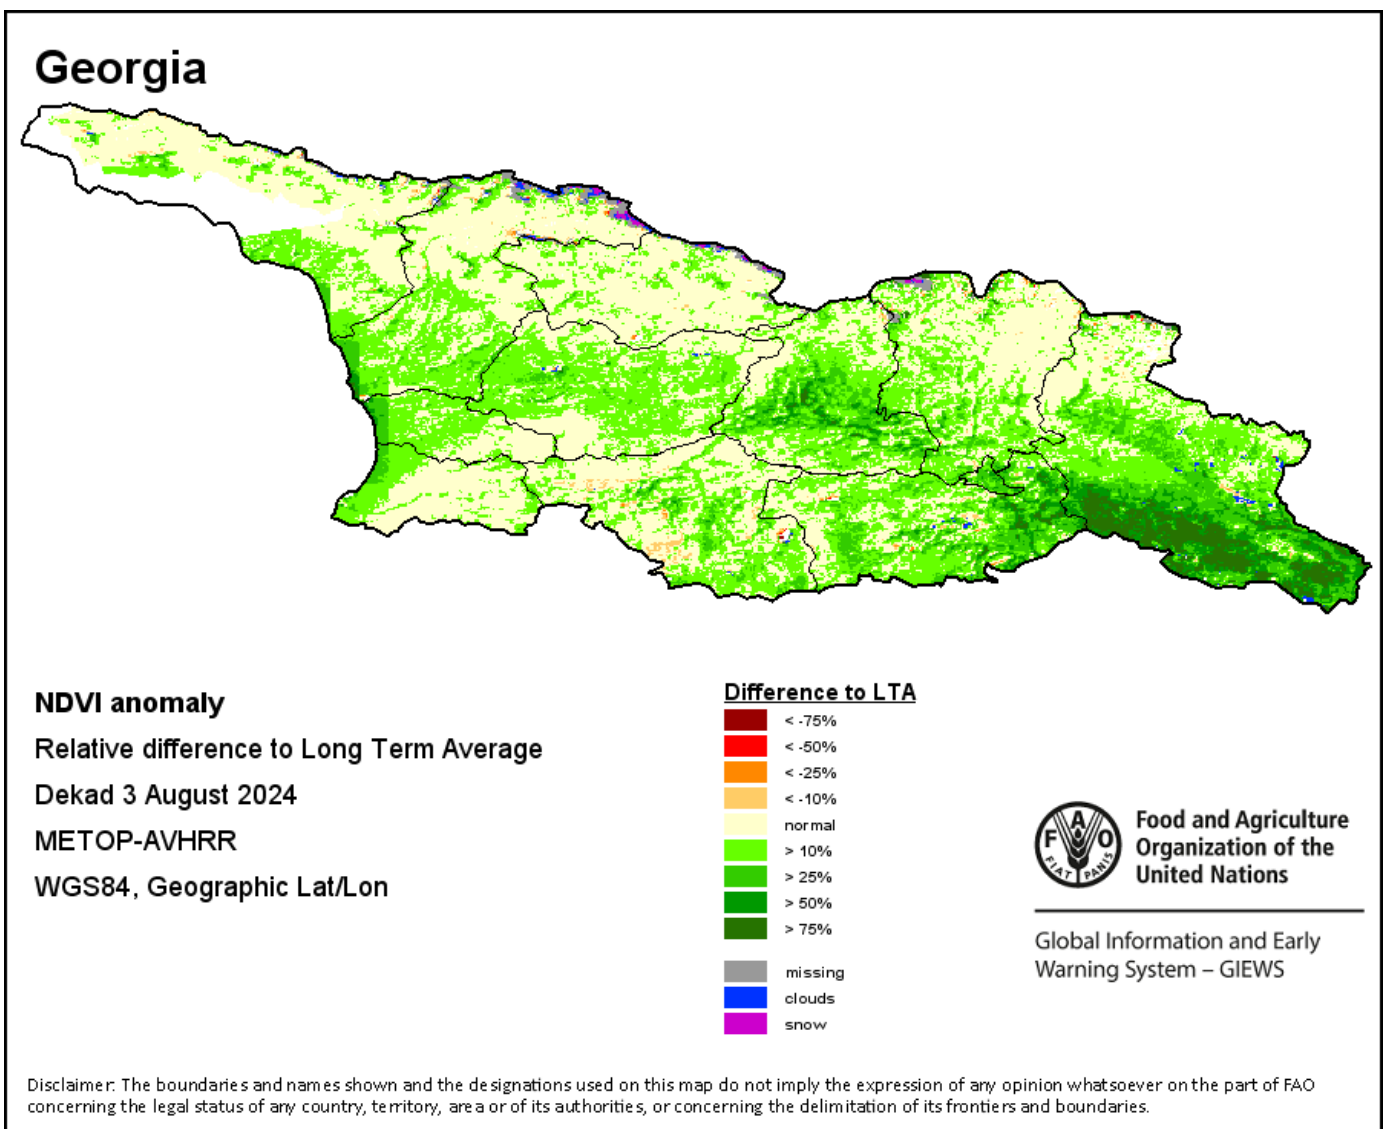 Georgia
NDVI anomaly
Relative difference to Long Term Average
Dekad 3 August 2024
METOP-AVHRR
WGS84, Geographic Lat/Lon
Difference to LTA
< -75%
< -50%
< -25%
< -10%
normal
> 10%
> 25%
> 50%
> 75%
missing
clouds
snow
F A O
FIAT PANIS
Food and Agriculture
Organization of the
United Nations
Global Information and Early
Warning System – GIEWS
Disclaimer: The boundaries and names shown and the designations used on this map do not imply the expression of any opinion whatsoever on the part of FAO
concerning the legal status of any country, territory, area or of its authorities, or concerning the delimitation of its frontiers and boundaries.